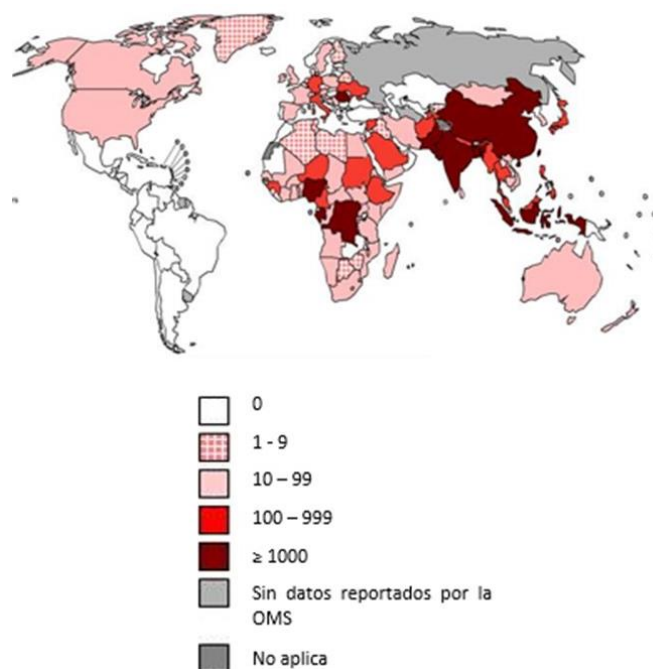 0
1 - 9
10 – 99
100 – 999
≥ 1000
Sin datos reportados por la
OMS
No aplica